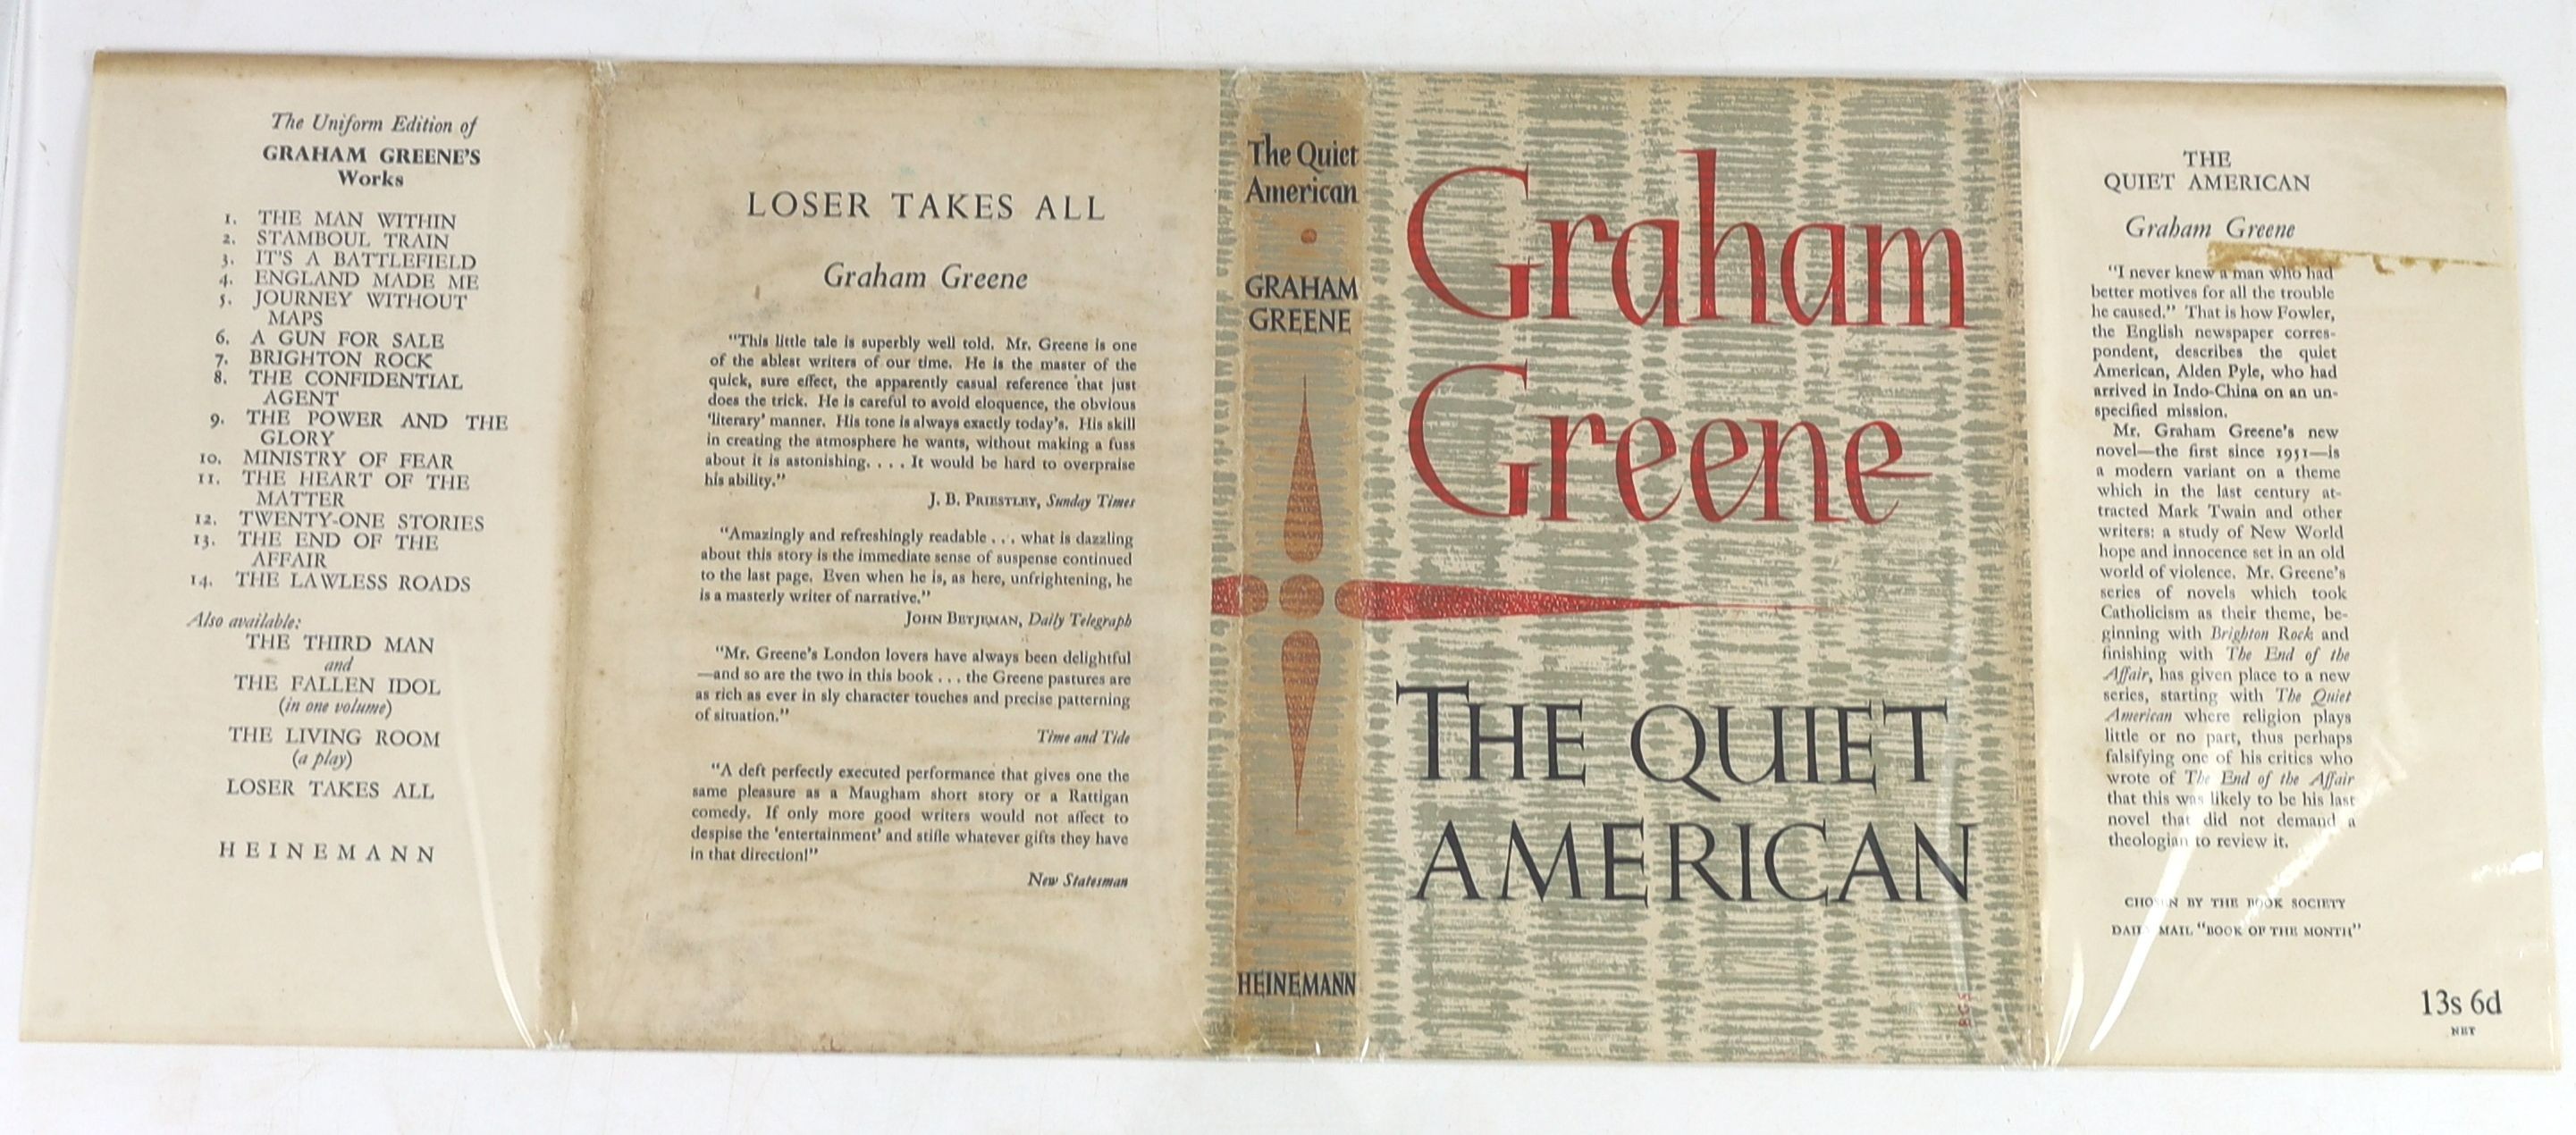 The Uniform Edition of
GRAHAM GREENE'S
Works
1. THE MAN WITHIN
2. STAMBOUL TRAIN
3. IT'S A BATTLEFIELD
4. ENGLAND MADE ME
5. JOURNEY WITHOUT
MAPS
6. A GUN FOR SALE
7. BRIGHTON ROCK
8. THE CONFIDENTIAL
AGENT
9. THE POWER AND THE
GLORY
10. MINISTRY OF FEAR
11. THE HEART OF THE
MATTER
12. TWENTY-ONE STORIES
13. THE END OF THE
AFFAIR
14. THE LAWLESS ROADS
Also available:
THE THIRD MAN
and
THE FALLEN IDOL
(in one volume)
THE LIVING ROOM
(a play)
LOSER TAKES ALL
HEINEMANN
LOSER TAKES ALL
Graham Greene
"This little tale is superbly well told. Mr. Greene is one
of the ablest writers of our time. He is the master of the
quick, sure effect, the apparently casual reference that just
does the trick. He is careful to avoid eloquence, the obvious
'literary' manner. His tone is always exactly today's. His skill
in creating the atmosphere he wants, without making a fuss
about it is astonishing. . . . It would be hard to overpraise
his ability."
J. B. PRIESTLEY, Sunday Times
"Amazingly and refreshingly readable . . . what is dazzling
about this story is the immediate sense of suspense continued
to the last page. Even when he is, as here, unfrightening, he
is a masterly writer of narrative."
JOHN BETJEMAN, Daily Telegraph
"Mr. Greene's London lovers have always been delightful
—and so are the two in this book . . . the Greene pastures are
as rich as ever in sly character touches and precise patterning
of situation."
Time and Tide
"A deft perfectly executed performance that gives one the
same pleasure as a Maugham short story or a Rattigan
comedy. If only more good writers would not affect to
despise the 'entertainment' and stifle whatever gifts they have
in that direction!"
New Statesman
The Quiet
American
GRAHAM
GREENE
HEINEMANN
Graham
Greene
THE QUIET
AMERICAN
BGS
THE
QUIET AMERICAN
Graham Greene
"I never knew a man who had
better motives for all the trouble
he caused." That is how Fowler,
the English newspaper corres-
pondent, describes the quiet
American, Alden Pyle, who had
arrived in Indo-China on an un-
specified mission.
Mr. Graham Greene's new
novel—the first since 1951—is
a modern variant on a theme
which in the last century at-
tracted Mark Twain and other
writers: a study of New World
hope and innocence set in an old
world of violence. Mr. Greene's
series of novels which took
Catholicism as their theme, be-
ginning with Brighton Rock and
finishing with The End of the
Affair, has given place to a new
series, starting with The Quiet
American where religion plays
little or no part, thus perhaps
falsifying one of his critics who
wrote of The End of the Affair
that this was likely to be his last
novel that did not demand a
theologian to review it.
CHOSEN BY THE BOOK SOCIETY
DAILY MAIL "BOOK OF THE MONTH"
13s 6d
NET